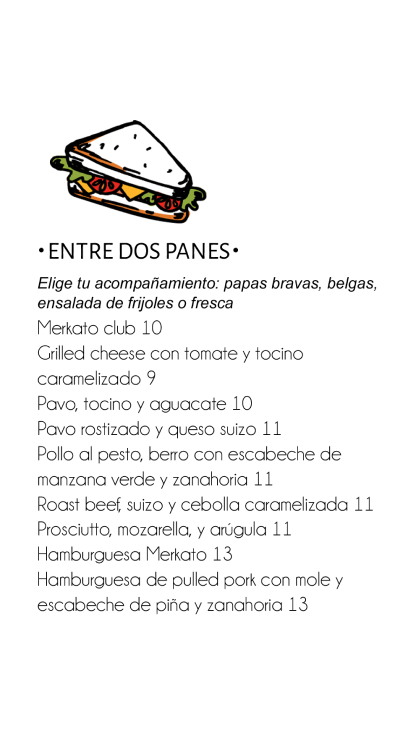 • ENTRE DOS PANES •
Elige tu acompañamiento: papas bravas, belgas,
ensalada de frijoles o fresca
Merkato club 10
Grilled cheese con tomate y tocino
caramelizado 9
Pavo, tocino y aguacate 10
Pavo rostizado y queso suizo 11
Pollo al pesto, berro con escabeche de
manzana verde y zanahoria 11
Roast beef, suizo y cebolla caramelizada 11
Prosciutto, mozarella, y arúgula 11
Hamburguesa Merkato 13
Hamburguesa de pulled pork con mole y
escabeche de piña y zanahoria 13